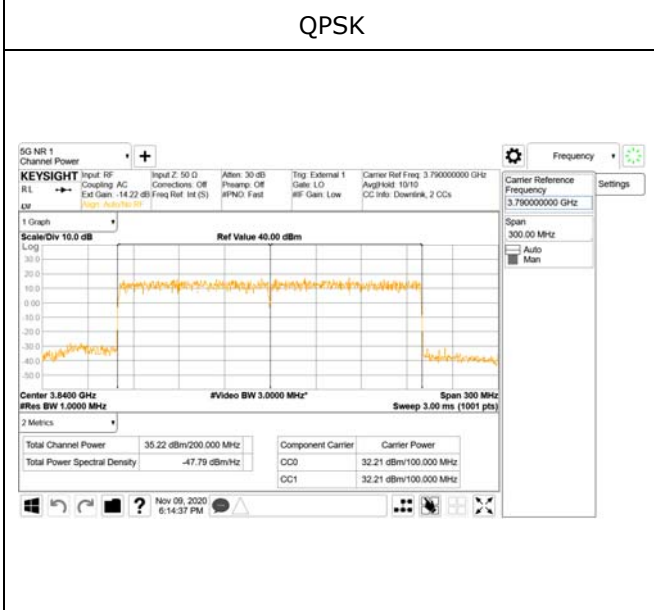 QPSK
5G NR 1
Channel Power
+
Frequency
KEYSIGHT Input: RF Input Z: 50 Ω Atten: 30 dB Trig: External 1 Carrier Ref Freq: 3.790000000 GHz
RL Coupling: AC Corrections: Off Preamp: Off Gate: LO Avg|Hold: 10/10
Ext Gain: -14.22 dB Freq Ref: Int (S) #PNO: Fast #IF Gain: Low CC Info: Downlink, 2 CCs
Align: Auto/No RF
Carrier Reference Frequency
3.790000000 GHz
Settings
Span
300.00 MHz
Auto
Man
1 Graph
Scale/Div 10.0 dB Ref Value 40.00 dBm
Log
30.0
20.0
10.0
0.00
-10.0
-20.0
-30.0
-40.0
-50.0
Center 3.8400 GHz #Video BW 3.0000 MHz* Span 300 MHz
#Res BW 1.0000 MHz Sweep 3.00 ms (1001 pts)
2 Metrics
Total Channel Power 35.22 dBm/200.000 MHz Component Carrier Carrier Power
Total Power Spectral Density -47.79 dBm/Hz CC0 32.21 dBm/100.000 MHz
CC1 32.21 dBm/100.000 MHz
? Nov 09, 2020
6:14:37 PM